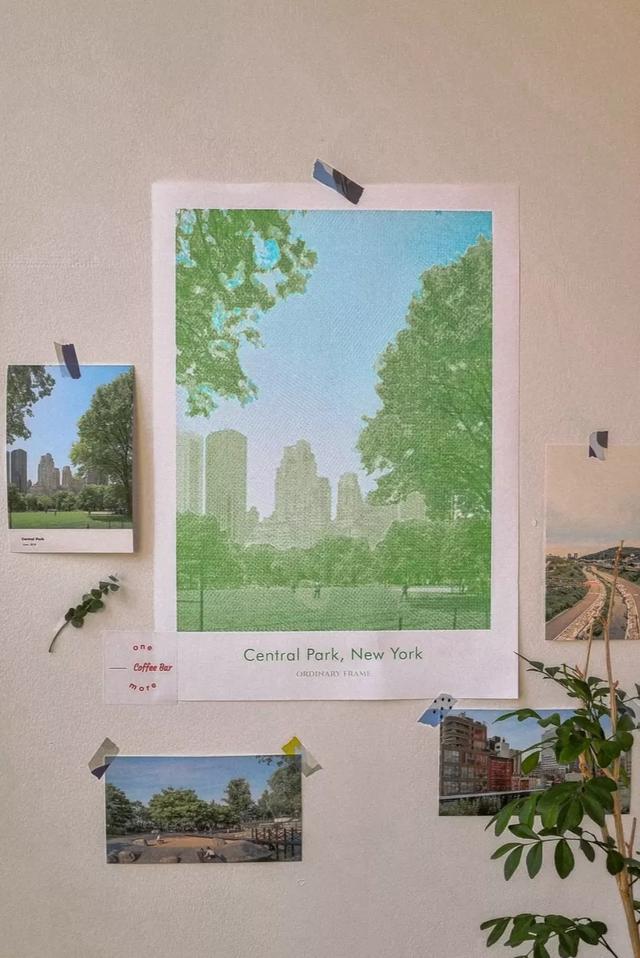 Central Park
one
Coffee Bar
more
Central Park, New York
ORDINARY FRAME